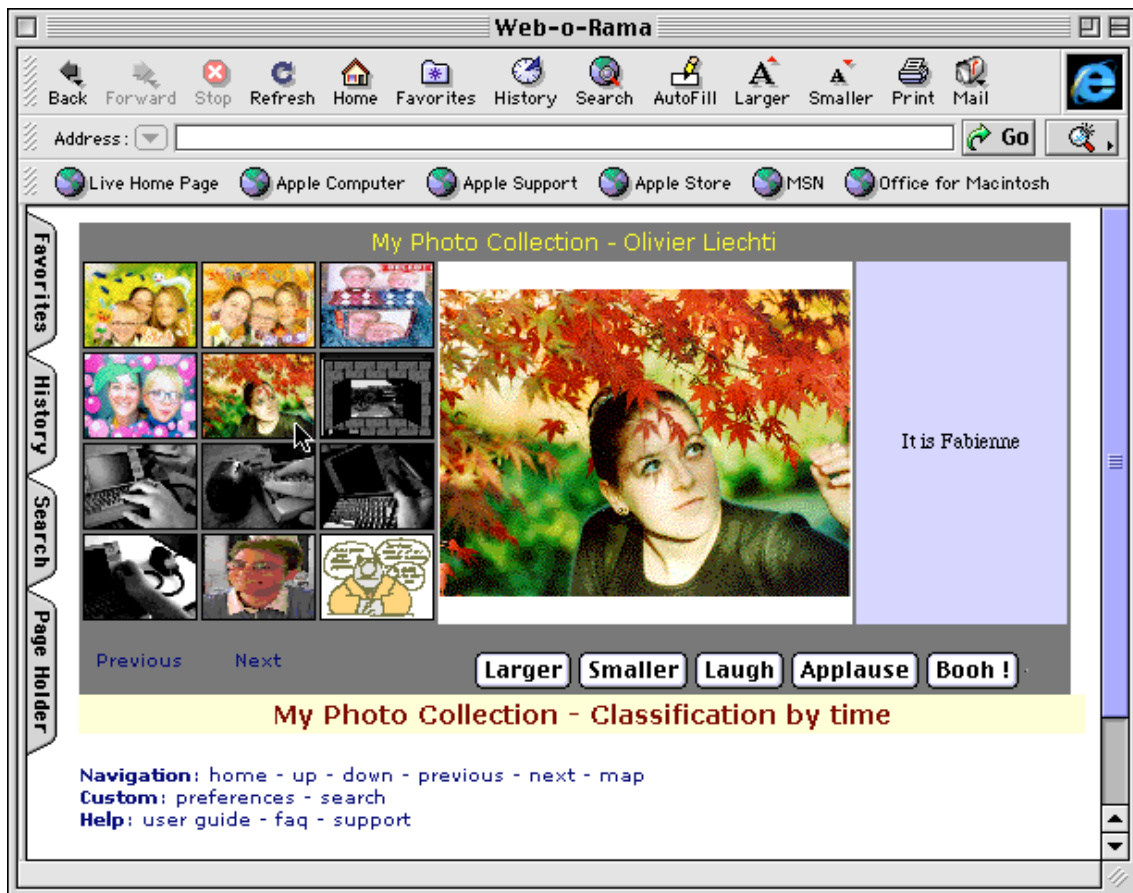 Web-o-Rama
Back Forward Stop Refresh Home Favorites History Search AutoFill Larger Smaller Print Mail
Address: Go
Live Home Page Apple Computer Apple Support Apple Store MSN Office for Macintosh
Favorites
History
Search
Page Holder
My Photo Collection - Olivier Liechti
It is Fabienne
Previous Next
Larger Smaller Laugh Applause Booh !
My Photo Collection - Classification by time
Navigation: home - up - down - previous - next - map
Custom: preferences - search
Help: user guide - faq - support